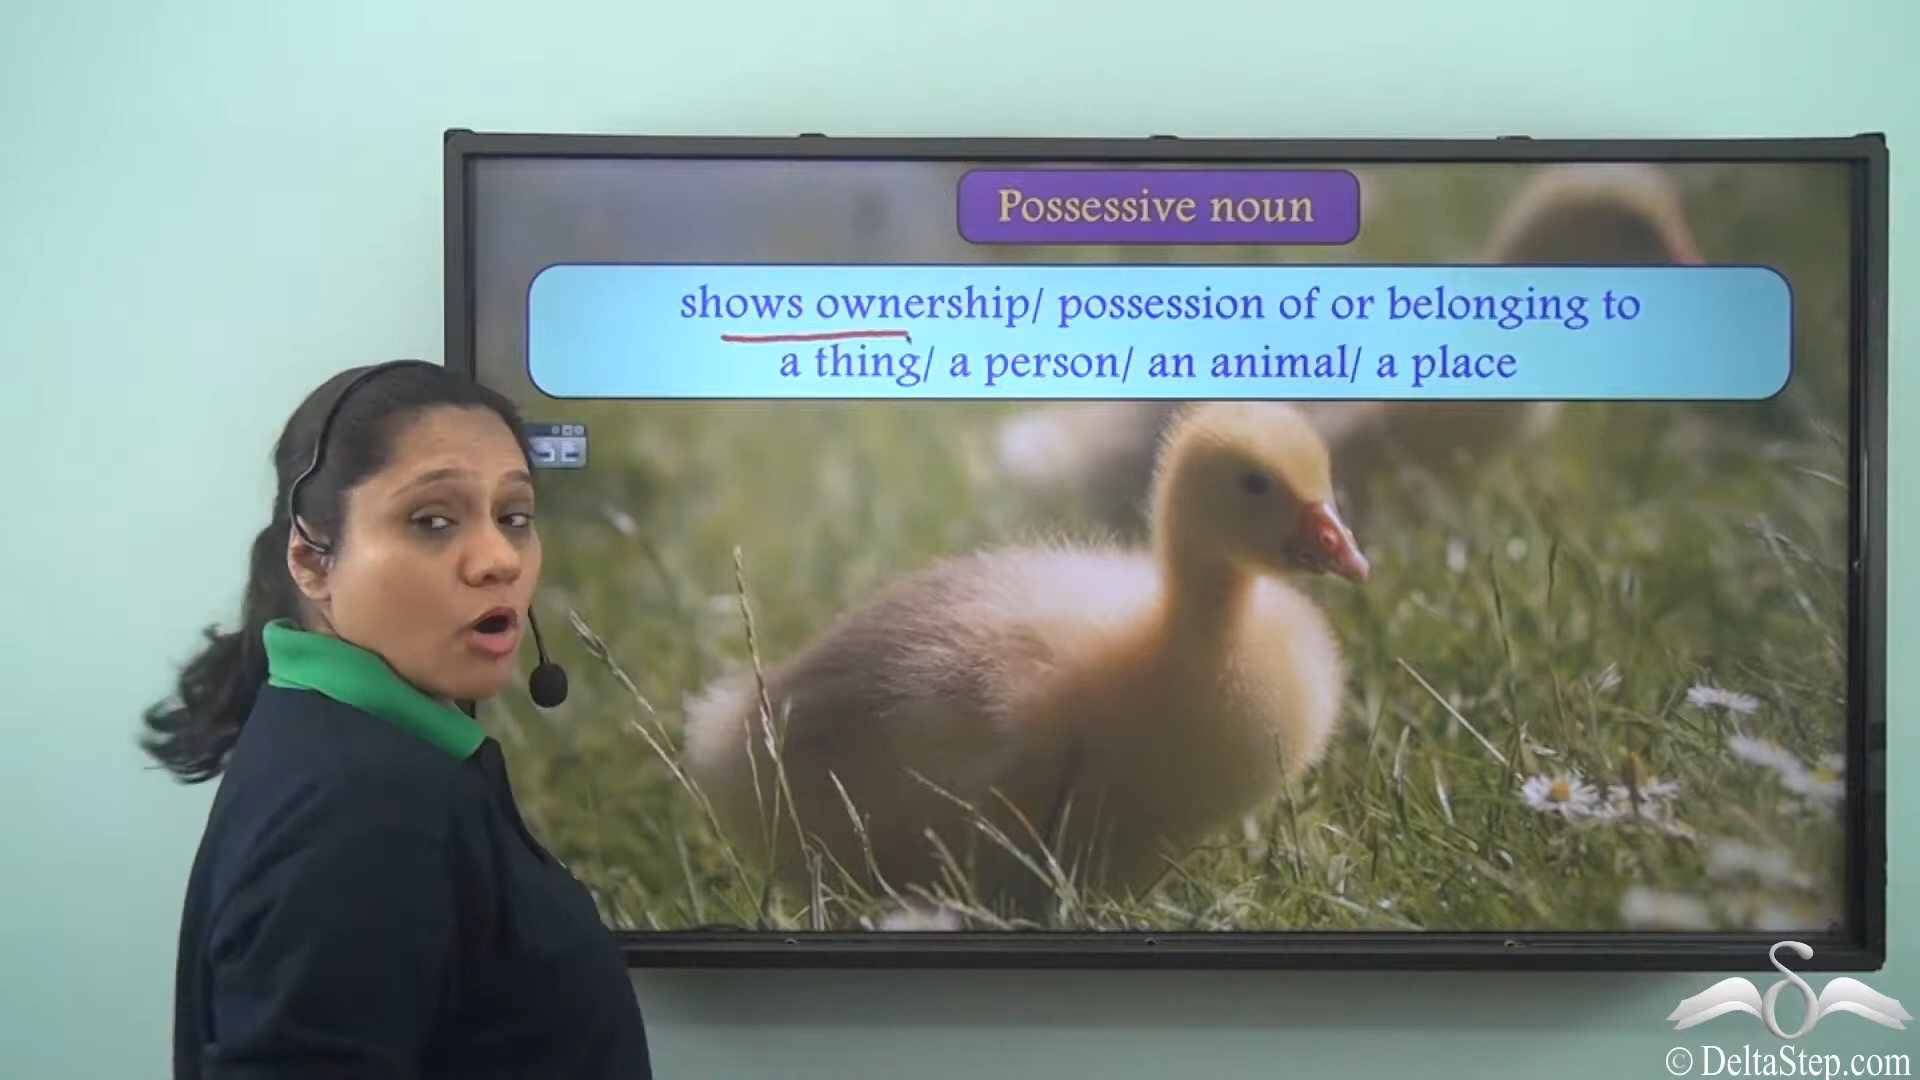 Possessive noun
shows ownership/ possession of or belonging to
a thing/ a person/ an animal/ a place
© DeltaStep.com